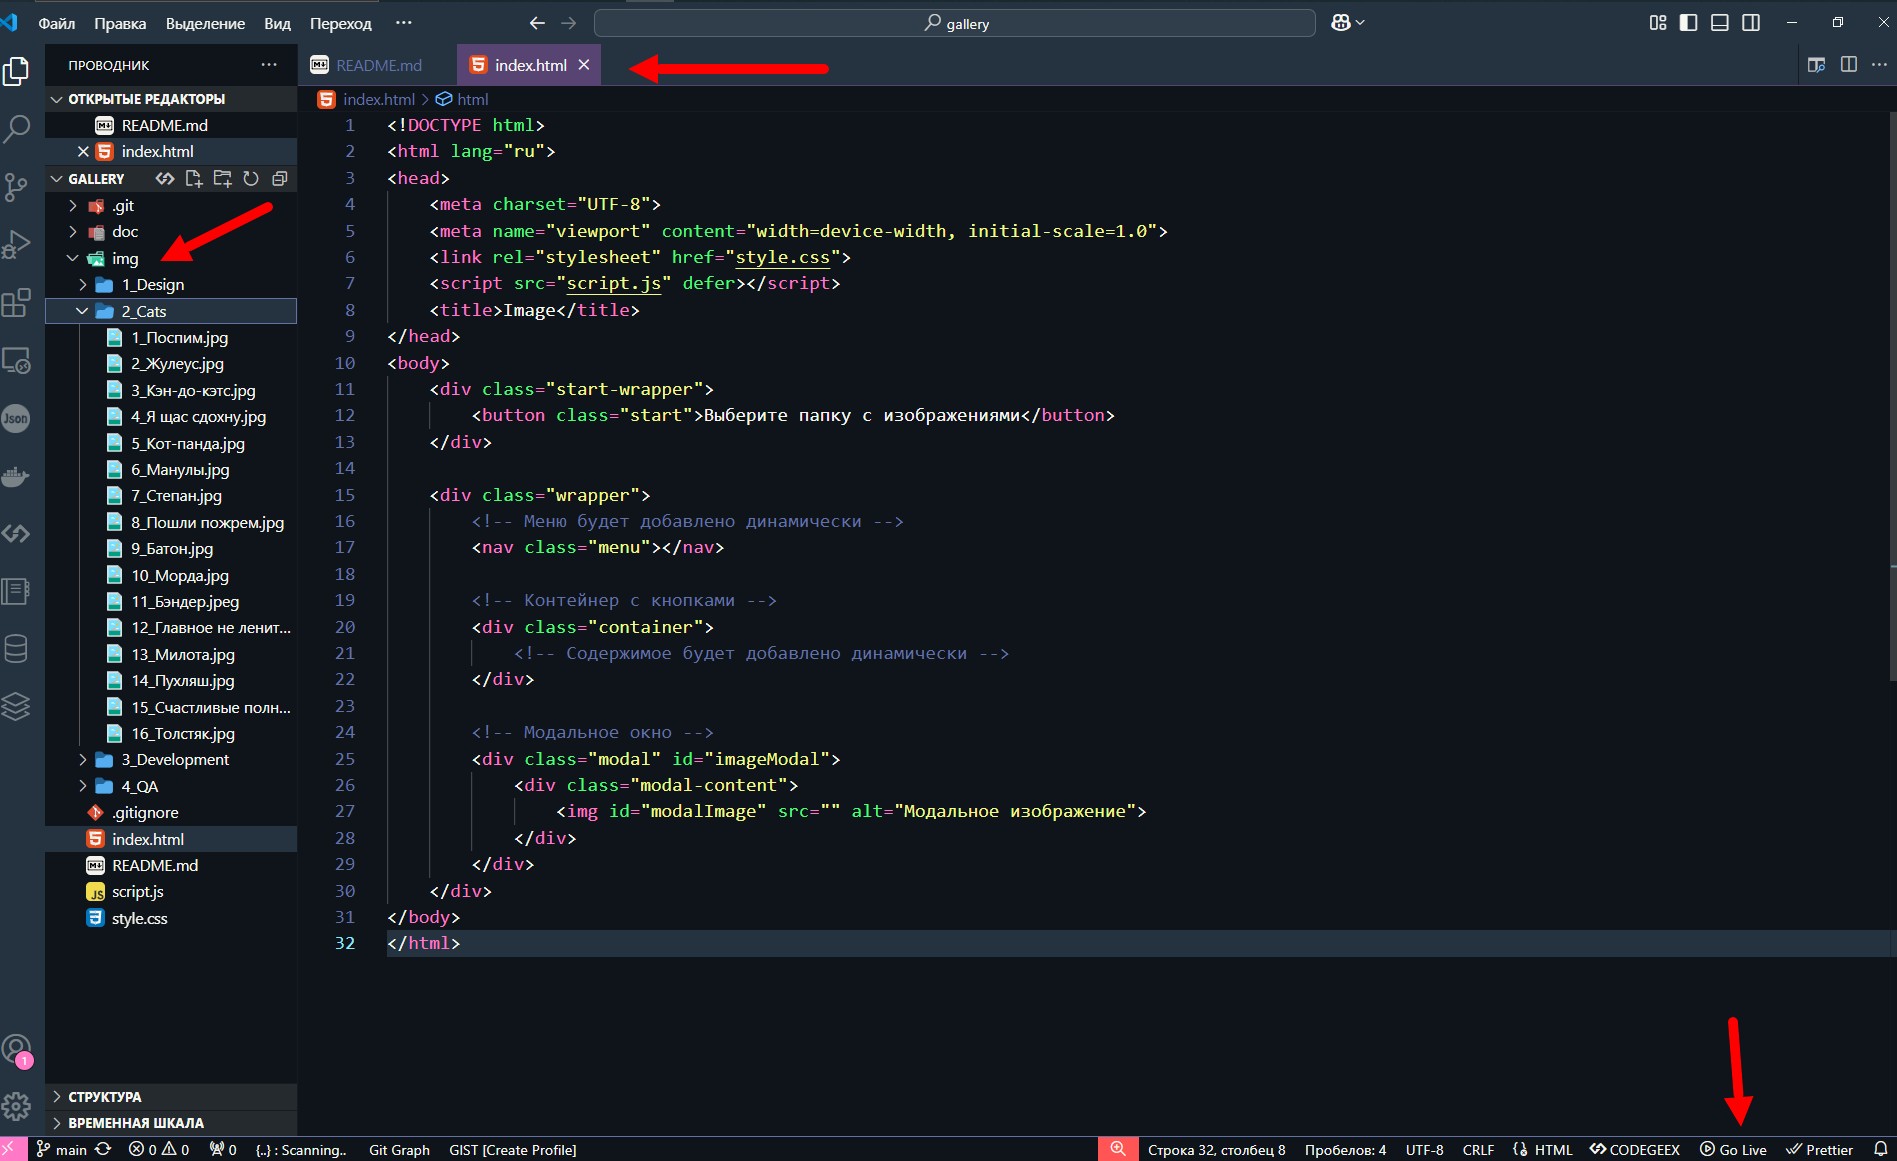 Файл Правка Выделение Вид Переход ··· gallery
ПРОВОДНИК ···
README.md
index.html
ОТКРЫТЫЕ РЕДАКТОРЫ
README.md
index.html
GALLERY
.git
doc
img
1_Design
2_Cats
1_Поспим.jpg
2_Жулеус.jpg
3_Кэн-до-кэтс.jpg
4_Я щас сдохну.jpg
5_Кот-панда.jpg
6_Манулы.jpg
7_Степан.jpg
8_Пошли пожрем.jpg
9_Батон.jpg
10_Морда.jpg
11_Бэндер.jpeg
12_Главное не ленит...
13_Милота.jpg
14_Пухляш.jpg
15_Счастливые полн...
16_Толстяк.jpg
3_Development
4_QA
.gitignore
index.html
README.md
script.js
style.css
СТРУКТУРА
ВРЕМЕННАЯ ШКАЛА
index.html > html
1 <!DOCTYPE html>
2 <html lang="ru">
3 <head>
4 <meta charset="UTF-8">
5 <meta name="viewport" content="width=device-width, initial-scale=1.0">
6 <link rel="stylesheet" href="style.css">
7 <script src="script.js" defer></script>
8 <title>Image</title>
9 </head>
10 <body>
11 <div class="start-wrapper">
12 <button class="start">Выберите папку с изображениями</button>
13 </div>
14
15 <div class="wrapper">
16 <!-- Меню будет добавлено динамически -->
17 <nav class="menu"></nav>
18
19 <!-- Контейнер с кнопками -->
20 <div class="container">
21 <!-- Содержимое будет добавлено динамически -->
22 </div>
23
24 <!-- Модальное окно -->
25 <div class="modal" id="imageModal">
26 <div class="modal-content">
27 <img id="modalImage" src="" alt="Модальное изображение">
28 </div>
29 </div>
30 </div>
31 </body>
32 </html>
Json
1
main 0 0 0 {..} : Scanning.. Git Graph GIST [Create Profile] Строка 32, столбец 8 Пробелов: 4 UTF-8 CRLF HTML CODEGEEX Go Live Prettier